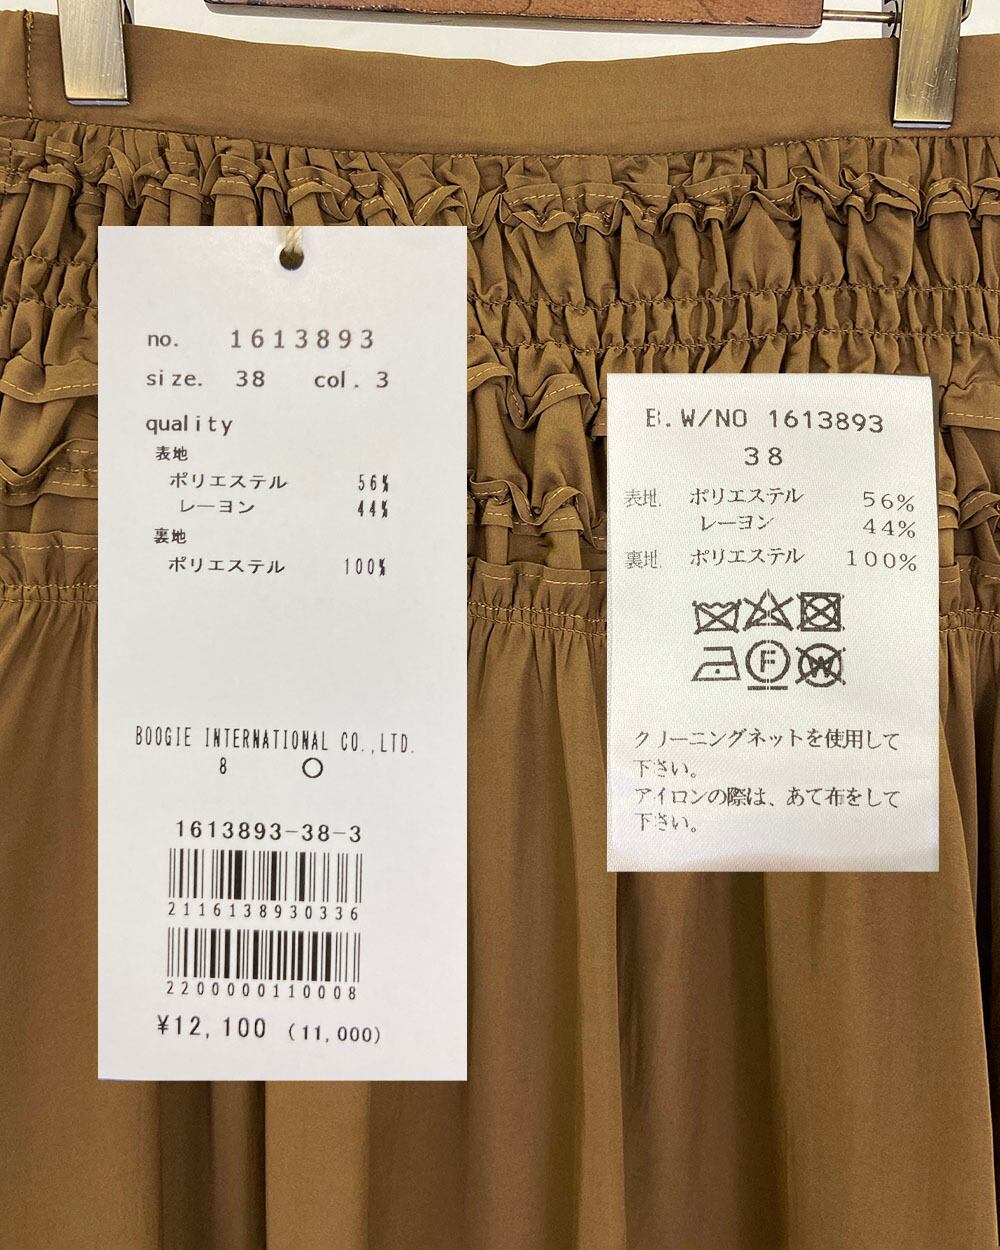 no. 1613893
size. 38 col. 3
quality
表地
ポリエステル 56%
レーヨン 44%
裏地
ポリエステル 100%
BOOGIE INTERNATIONAL CO.,LTD.
8 ○
1613893-38-3
2116138930336
2200000110008
¥12,100 (11,000)
B.W/NO 1613893
38
表地 ポリエステル 56%
レーヨン 44%
裏地 ポリエステル 100%
F W
クリーニングネットを使用して
下さい。
アイロンの際は、あて布をして
下さい。